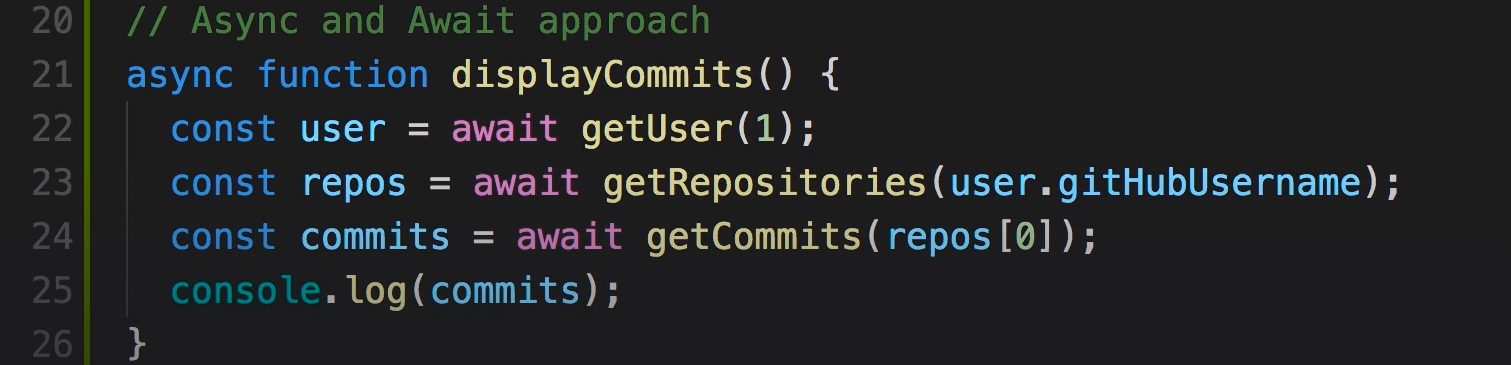 20 // Async and Await approach
21 async function displayCommits() {
22 const user = await getUser(1);
23 const repos = await getRepositories(user.gitHubUsername);
24 const commits = await getCommits(repos[0]);
25 console.log(commits);
26 }